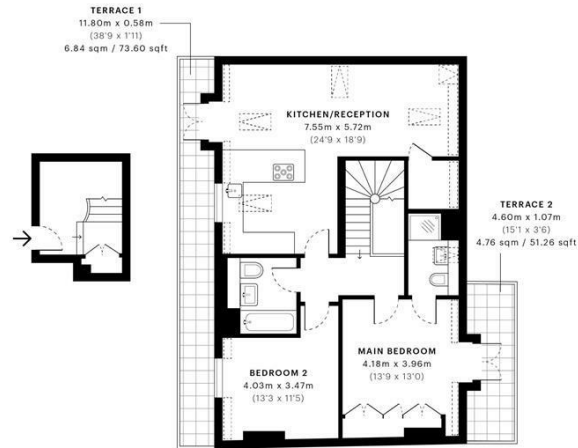 TERRACE 1
11.80m x 0.58m
(38'9 x 1'11)
6.84 sqm / 73.60 sqft
KITCHEN/RECEPTION
7.55m x 5.72m
(24'9 x 18'9)
TERRACE 2
4.60m x 1.07m
(15'1 x 3'6)
4.76 sqm / 51.26 sqft
BEDROOM 2
4.03m x 3.47m
(13'3 x 11'5)
MAIN BEDROOM
4.18m x 3.96m
(13'9 x 13'0)